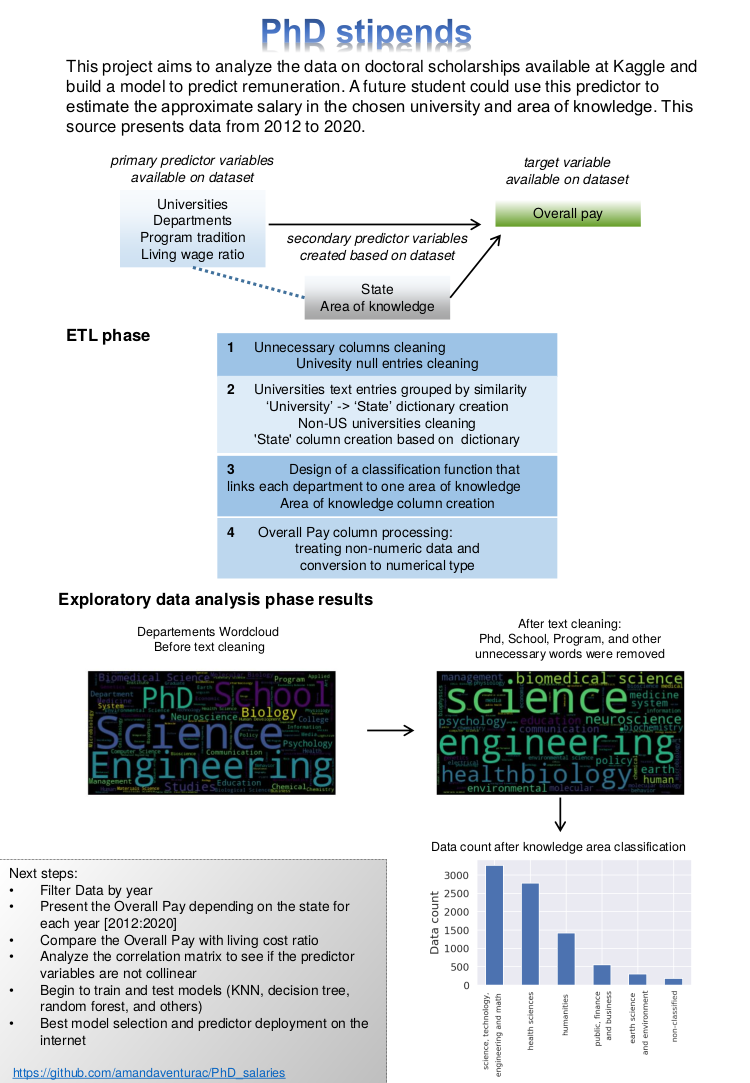 PhD stipends
This project aims to analyze the data on doctoral scholarships available at Kaggle and
build a model to predict remuneration. A future student could use this predictor to
estimate the approximate salary in the chosen university and area of knowledge. This
source presents data from 2012 to 2020.
primary predictor variables
available on dataset
target variable
available on dataset
Universities
Departments
Program tradition
Living wage ratio
Overall pay
secondary predictor variables
created based on dataset
State
Area of knowledge
ETL phase
1 Unnecessary columns cleaning
Univesity null entries cleaning
2 Universities text entries grouped by similarity
‘University’ -> ‘State’ dictionary creation
Non-US universities cleaning
'State' column creation based on dictionary
3 Design of a classification function that
links each department to one area of knowledge
Area of knowledge column creation
4 Overall Pay column processing:
treating non-numeric data and
conversion to numerical type
Exploratory data analysis phase results
Departements Wordcloud
Before text cleaning
After text cleaning:
Phd, School, Program, and other
unnecessary words were removed
Biomedical Science
Program
PhD
School
Department
System
Biology
Neuroscience
College
Science
Communication
Psychology
Engineering
Management
Studies
Education
Chemical
Chemistry
management
biomedical science
science
medicine
system
psychology
education
neuroscience
communication
biochemistry
engineering
environmental science
policy
health
biology
earth
human
environmental
molecular
Data count after knowledge area classification
Data count
3000
2500
2000
1500
1000
500
0
science, technology,
engineering and math
health sciences
humanities
public, finance
and business
earth science
and environment
non-classified
Next steps:
• Filter Data by year
• Present the Overall Pay depending on the state for
each year [2012:2020]
• Compare the Overall Pay with living cost ratio
• Analyze the correlation matrix to see if the predictor
variables are not collinear
• Begin to train and test models (KNN, decision tree,
random forest, and others)
• Best model selection and predictor deployment on the
internet
https://github.com/amandaventurac/PhD_salaries